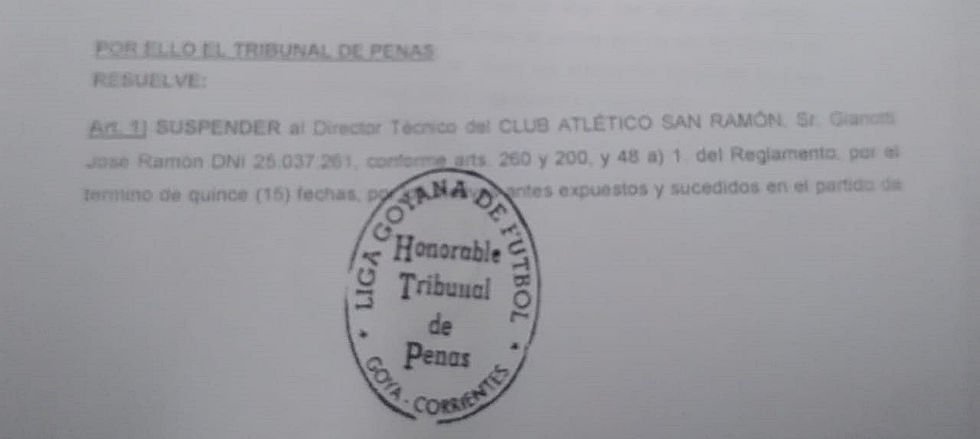 POR ELLO EL TRIBUNAL DE PENAS
RESUELVE:
Art. 1) SUSPENDER al Director Técnico del CLUB ATLÉTICO SAN RAMÓN, Sr. Gianotti
José Ramón DNI 25.037.261, conforme arts. 260 y 200, y 48 a) 1. del Reglamento, por el
termino de quince (15) fechas, expuestos y sucedidos en el partido de
LIGA GOYANA DE FUTBOL
Honorable
Tribunal
de
Penas
GOYA - CORRIENTES